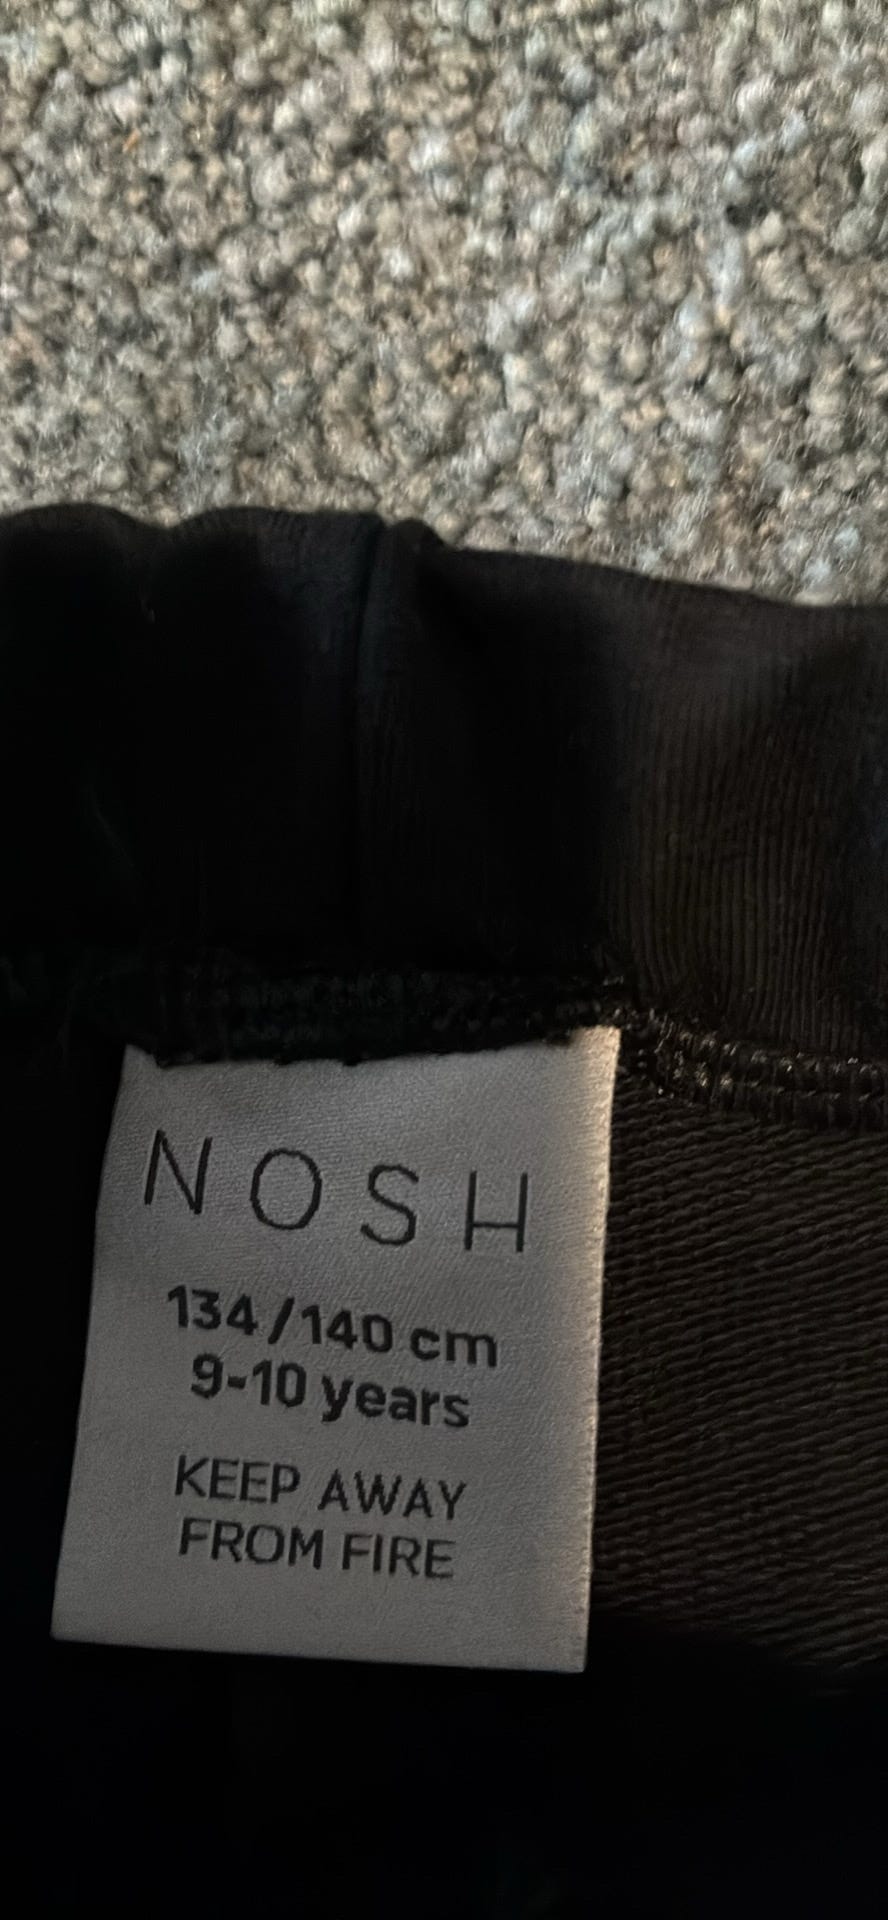 NOSH
134/140 cm
9-10 years
KEEP AWAY
FROM FIRE